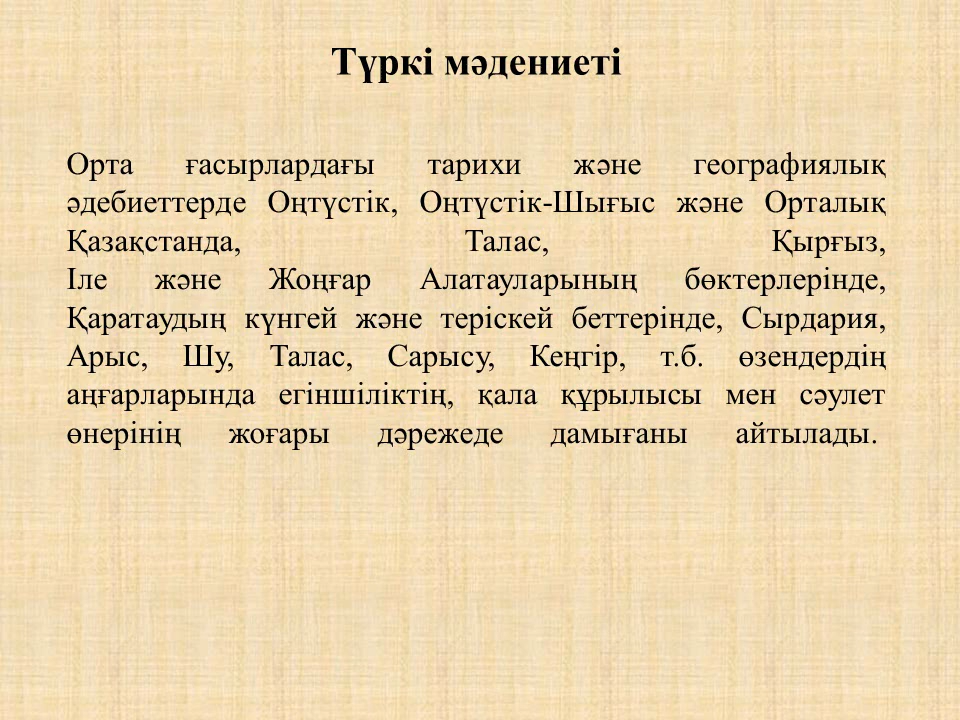 Түркі мәдениеті
Орта ғасырлардағы тарихи және географиялық
әдебиеттерде Оңтүстік, Оңтүстік-Шығыс және Орталық
Қазақстанда, Талас, Қырғыз,
Іле және Жоңғар Алатауларының бөктерлерінде,
Қаратаудың күнгей және теріскей беттерінде, Сырдария,
Арыс, Шу, Талас, Сарысу, Кеңгір, т.б. өзендердің
аңғарларында егіншіліктің, қала құрылысы мен сәулет
өнерінің жоғары дәрежеде дамығаны айтылады.